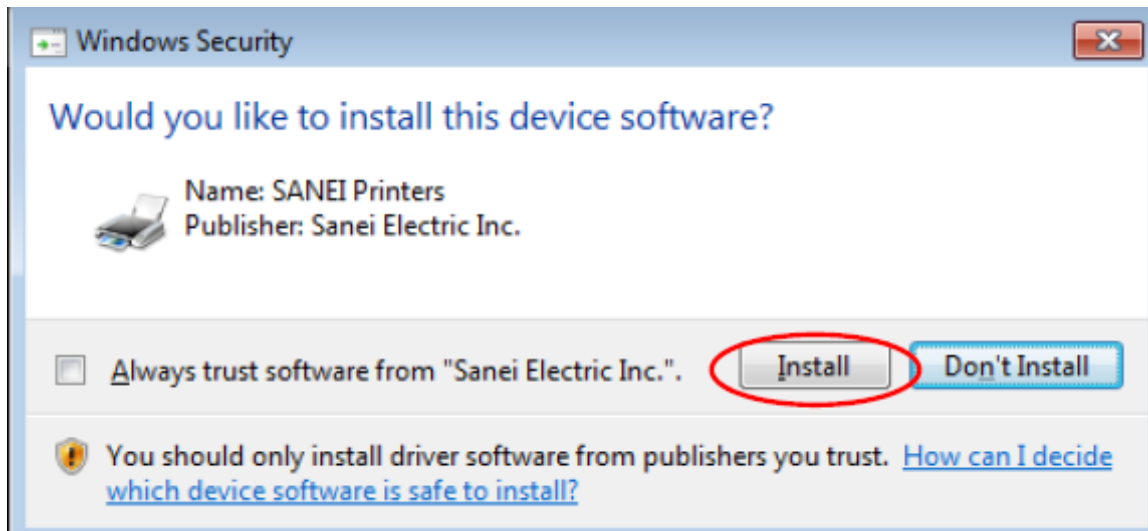 Windows Security
Would you like to install this device software?
Name: SANEI Printers
Publisher: Sanei Electric Inc.
Always trust software from "Sanei Electric Inc.".
Install
Don't Install
You should only install driver software from publishers you trust. How can I decide
which device software is safe to install?